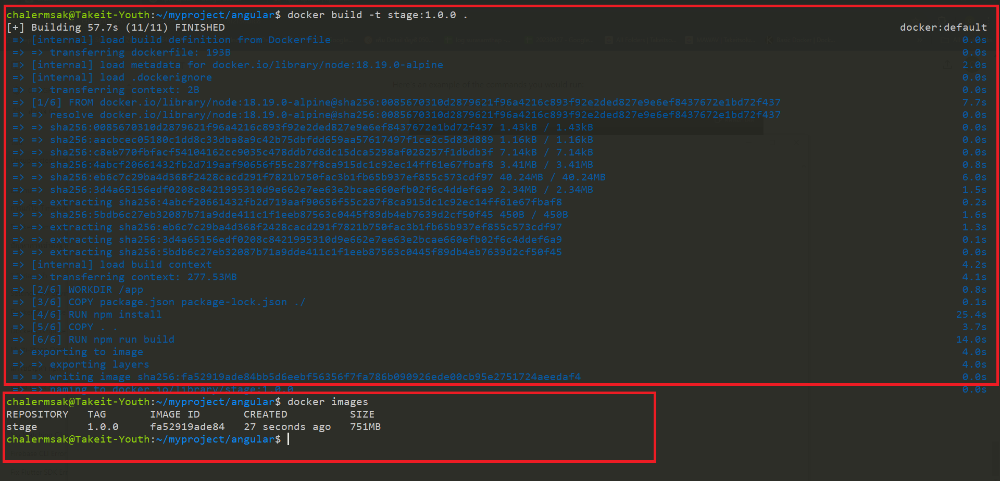 chalermsak@Takeit-Youth:~/myproject/angular$ docker build -t stage:1.0.0 .
[+] Building 57.7s (11/11) FINISHED docker:default
=> [internal] load build definition from Dockerfile 0.0s
=> => transferring dockerfile: 193B 0.0s
=> [internal] load metadata for docker.io/library/node:18.19.0-alpine 2.0s
=> [internal] load .dockerignore 0.0s
=> => transferring context: 2B 0.0s
=> [1/6] FROM docker.io/library/node:18.19.0-alpine@sha256:0085670310d2879621f96a4216c893f92e2ded827e9e6ef8437672e1bd72f437 7.7s
=> => resolve docker.io/library/node:18.19.0-alpine@sha256:0085670310d2879621f96a4216c893f92e2ded827e9e6ef8437672e1bd72f437 0.0s
=> => sha256:0085670310d2879621f96a4216c893f92e2ded827e9e6ef8437672e1bd72f437 1.43kB / 1.43kB 0.0s
=> => sha256:aacbcec05180c1dd8c33dba8a9c42b75dbfdd659aa57617497f1ce2c5d83d889 1.16kB / 1.16kB 0.0s
=> => sha256:c8eb770fbfacf54104162cc9035c478ddb7d8dc15dca5298af028257f1dbdb3f 7.14kB / 7.14kB 0.0s
=> => sha256:4abcf20661432fb2d719aaf90656f55c287f8ca915dc1c92ec14ff61e67fbaf8 3.41MB / 3.41MB 0.8s
=> => sha256:eb6c7c29ba4d368f2428cacd291f7821b750fac3b1fb65b937ef855c573cdf97 40.24MB / 40.24MB 6.0s
=> => sha256:3d4a65156edf0208c8421995310d9e662e7ee63e2bcae660efb02f6c4ddef6a9 2.34MB / 2.34MB 1.5s
=> => extracting sha256:4abcf20661432fb2d719aaf90656f55c287f8ca915dc1c92ec14ff61e67fbaf8 0.2s
=> => sha256:5bdb6c27eb32087b71a9dde411c1f1eeb87563c0445f89db4eb7639d2cf50f45 450B / 450B 1.6s
=> => extracting sha256:eb6c7c29ba4d368f2428cacd291f7821b750fac3b1fb65b937ef855c573cdf97 1.3s
=> => extracting sha256:3d4a65156edf0208c8421995310d9e662e7ee63e2bcae660efb02f6c4ddef6a9 0.1s
=> => extracting sha256:5bdb6c27eb32087b71a9dde411c1f1eeb87563c0445f89db4eb7639d2cf50f45 0.0s
=> [internal] load build context 4.2s
=> => transferring context: 277.53MB 4.1s
=> [2/6] WORKDIR /app 0.8s
=> [3/6] COPY package.json package-lock.json ./ 0.1s
=> [4/6] RUN npm install 25.4s
=> [5/6] COPY . . 3.7s
=> [6/6] RUN npm run build 14.0s
=> exporting to image 4.0s
=> => exporting layers 4.0s
=> => writing image sha256:fa52919ade84bb5d6eebf56356f7fa786b090926ede00cb95e2751724aeedaf4 0.0s
=> => naming to docker.io/library/stage:1.0.0 0.0s
chalermsak@Takeit-Youth:~/myproject/angular$ docker images
REPOSITORY TAG IMAGE ID CREATED SIZE
stage 1.0.0 fa52919ade84 27 seconds ago 751MB
chalermsak@Takeit-Youth:~/myproject/angular$
Here's an example of the commands you would run: